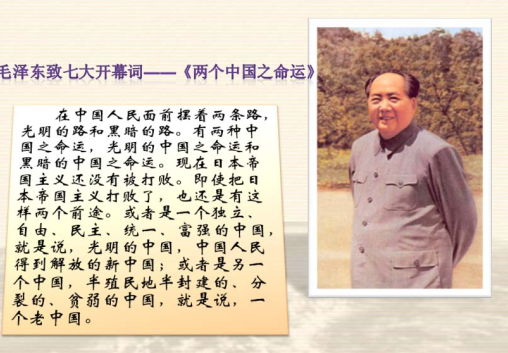 毛泽东致七大开幕词——《两个中国之命运》
在中国人民面前摆着两条路，
光明的路和黑暗的路。有两种中
国之命运，光明的中国之命运和
黑暗的中国之命运。现在日本帝
国主义还没有被打败。即使把日
本帝国主义打败了，也还是有这
样两个前途。或者是一个独立、
自由、民主、统一、富强的中国，
就是说，光明的中国，中国人民
得到解放的新中国；或者是另一
个中国，半殖民地半封建的、分
裂的、贫弱的中国，就是说，一
个老中国。